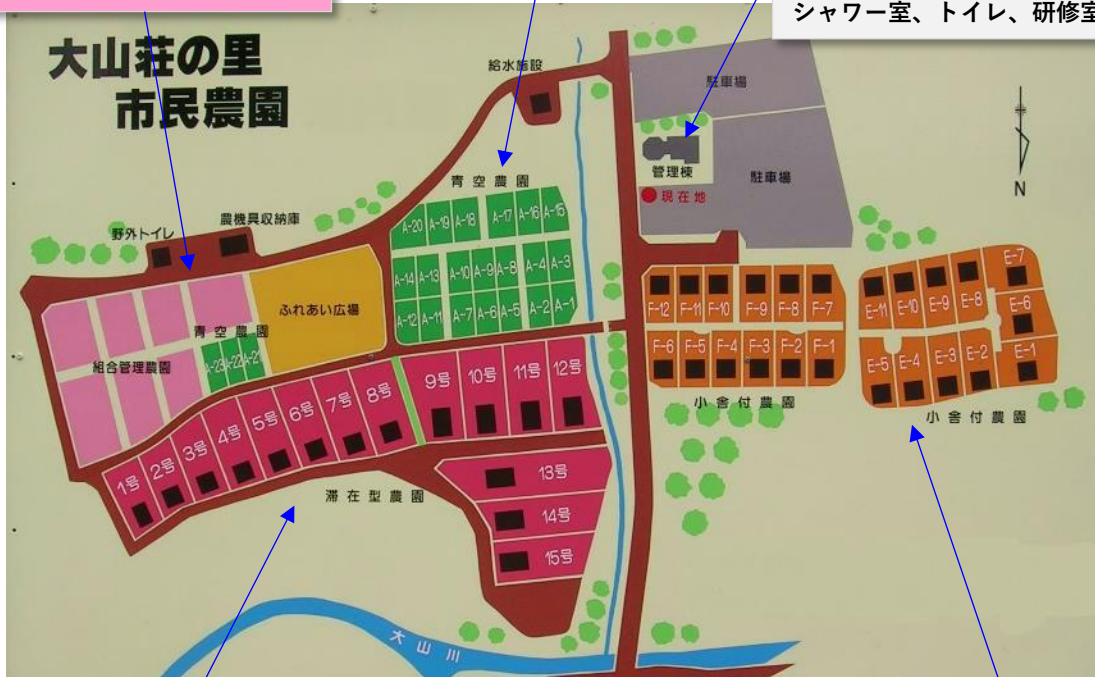 シャワー室、トイレ、研修室
大山荘の里
市民農園
給水施設
駐車場
管理棟
駐車場
現在地
N
青空農園
A-20 A-19 A-18 A-17 A-16 A-15
A-14 A-13 A-10 A-9 A-8 A-4 A-3
A-12 A-11 A-7 A-6 A-5 A-2 A-1
農機具収納庫
野外トイレ
ふれあい広場
青空農園
A-23 A-22 A-21
組合管理農園
F-12 F-11 F-10 F-9 F-8 F-7
F-6 F-5 F-4 F-3 F-2 F-1
小舎付農園
E-11 E-10 E-9 E-8 E-7
E-6
E-5 E-4 E-3 E-2 E-1
小舎付農園
1号 2号 3号 4号 5号 6号 7号 8号 9号 10号 11号 12号
13号
14号
15号
滞在型農園
大山川